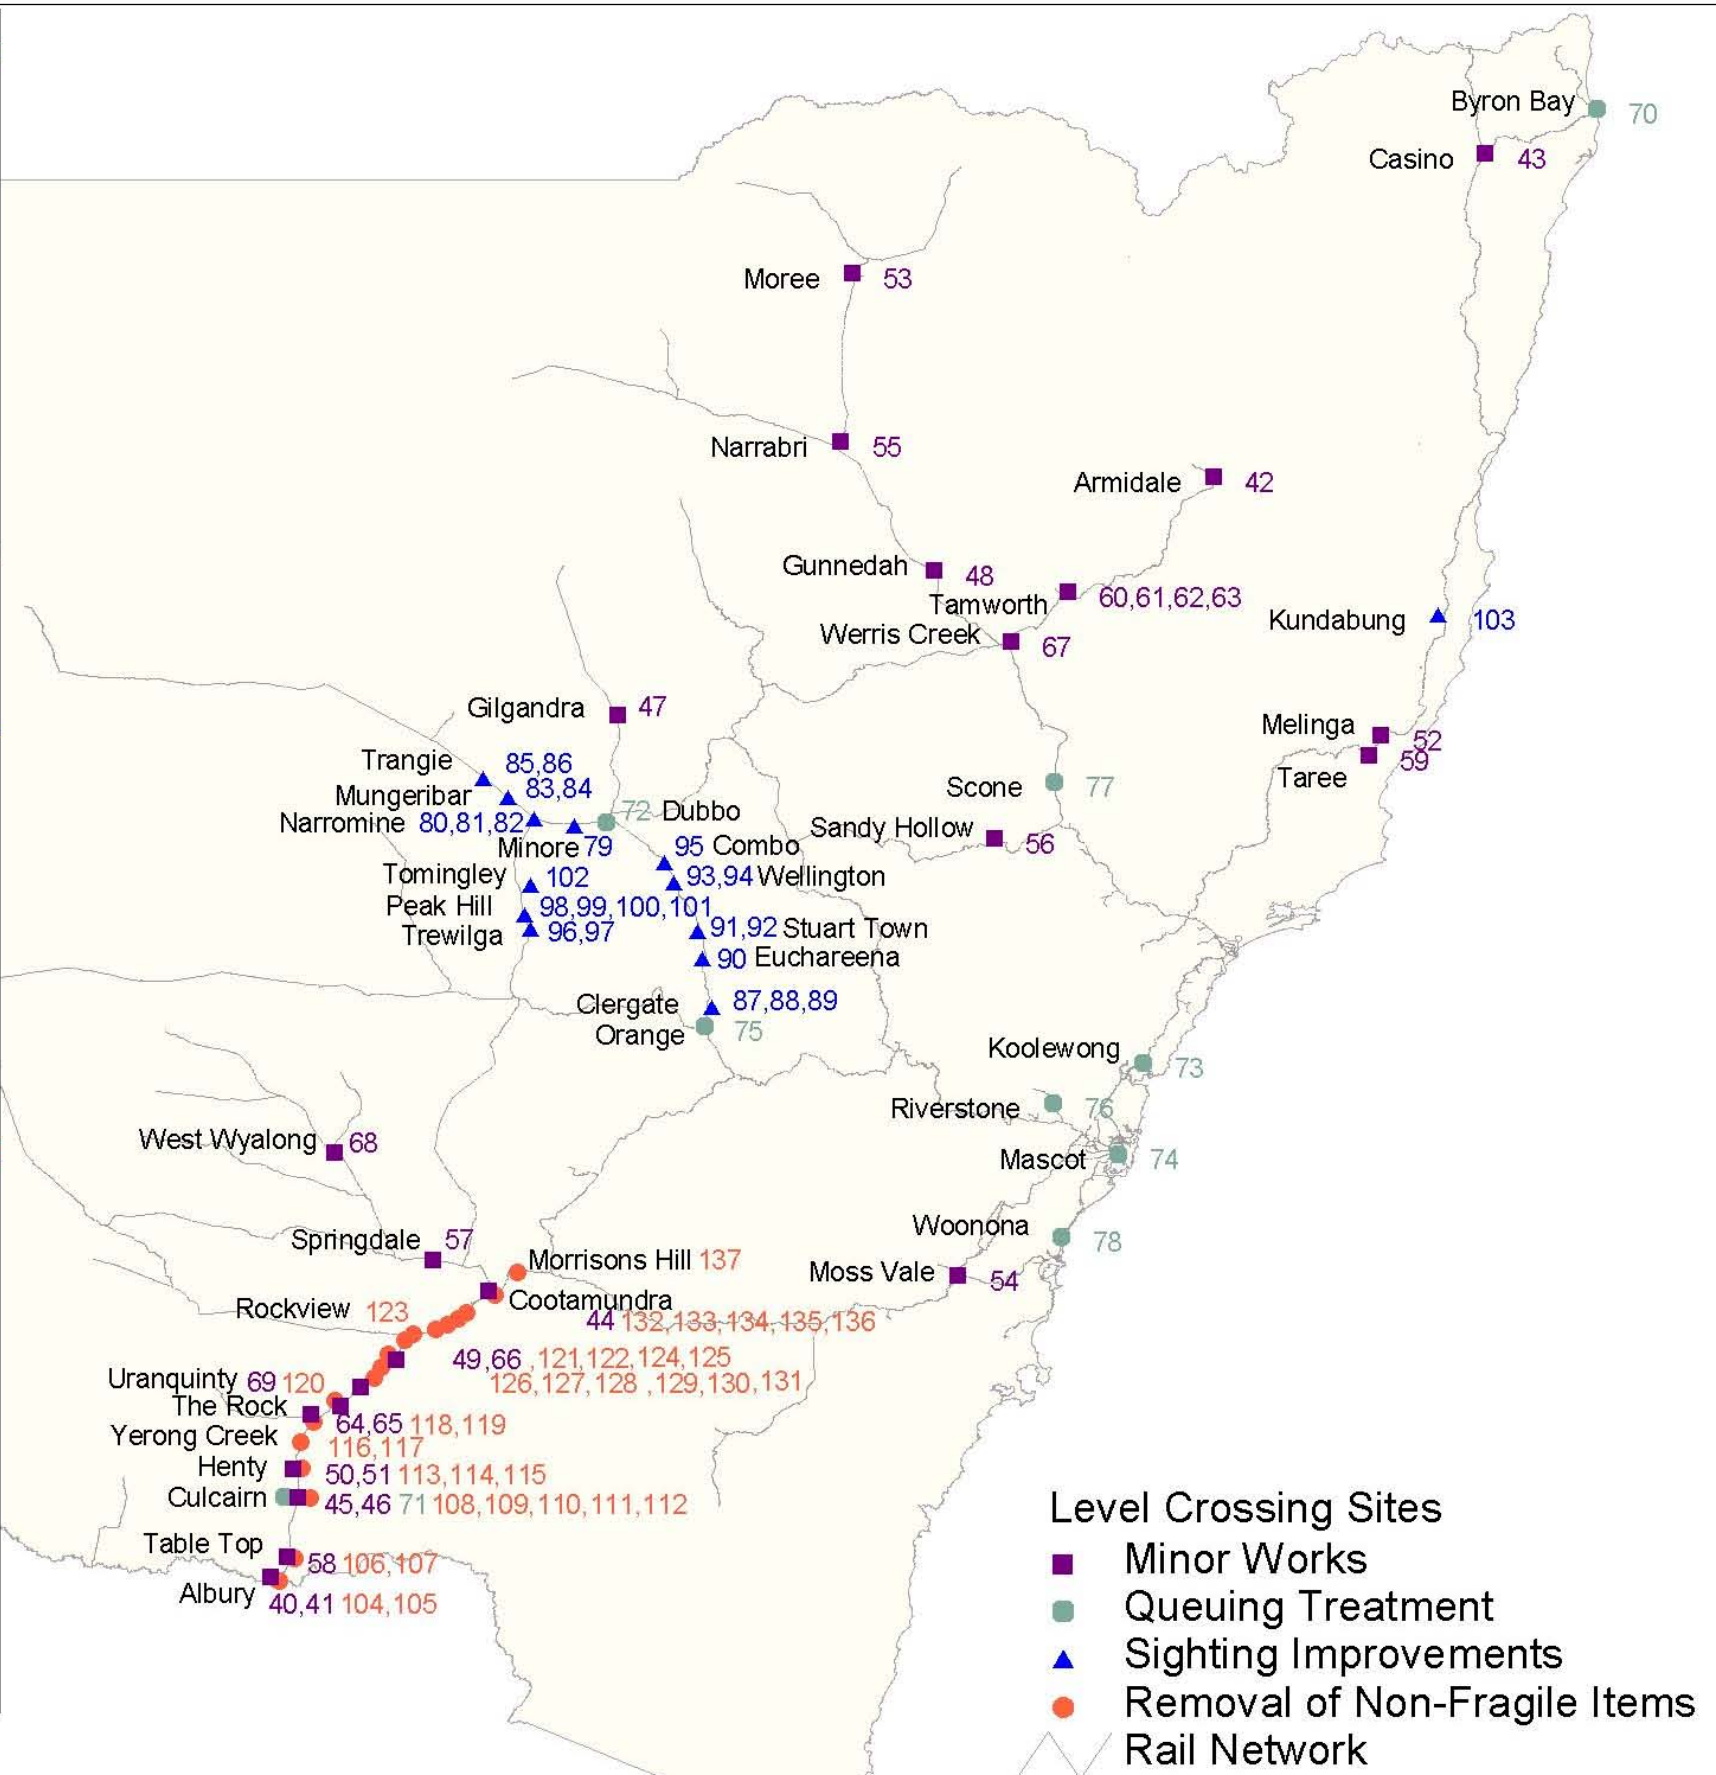 Byron Bay 70
Casino 43
Moree 53
Narrabri 55
Armidale 42
Gunnedah 48
Tamworth 60,61,62,63
Kundabung 103
Werris Creek 67
Gilgandra 47
Melinga 52
Taree 59
Trangie 85,86
Mungeribar 83,84
Scone 77
Narromine 80,81,82
72 Dubbo
Sandy Hollow 56
Minore 79
95 Combo
Tomingley 102
93,94 Wellington
Peak Hill 98,99,100,101
Trewilga 96,97
91,92 Stuart Town
90 Euchareena
Clergate 87,88,89
Orange 75
Koolewong 73
Riverstone 76
West Wyalong 68
Mascot 74
Woonona 78
Springdale 57
Morrisons Hill 137
Moss Vale 54
Rockview 123
Cootamundra
44 132,133,134,135,136
49,66 ,121,122,124,125
126,127,128 ,129,130,131
Uranquinty 69 120
The Rock
64,65 118,119
Yerong Creek
116,117
Henty 50,51 113,114,115
Culcairn 45,46 71 108,109,110,111,112
Table Top
58 106,107
Albury
40,41 104,105
Level Crossing Sites
Minor Works
Queuing Treatment
Sighting Improvements
Removal of Non-Fragile Items
Rail Network